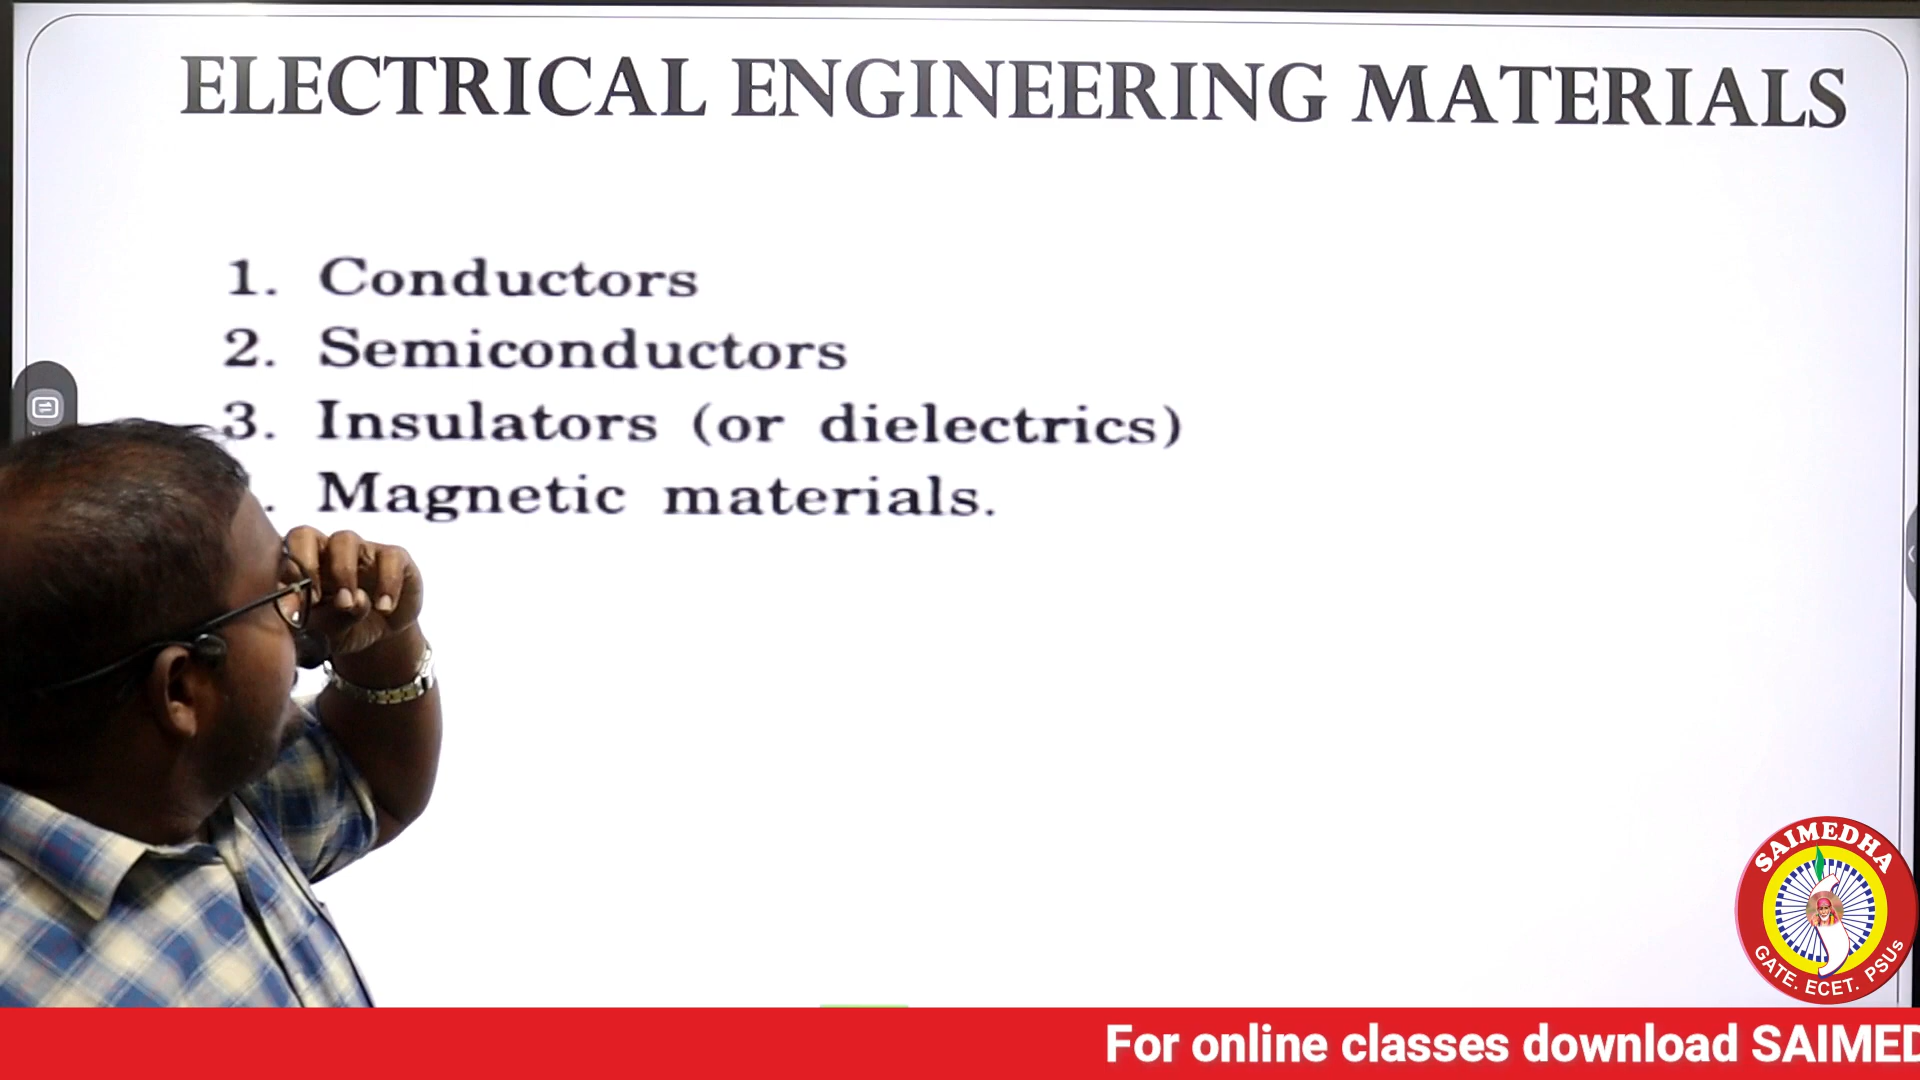 ELECTRICAL ENGINEERING MATERIALS
1. Conductors
2. Semiconductors
3. Insulators (or dielectrics)
. Magnetic materials.
SAIMEDHA
GATE. ECET. PSUs
For online classes download SAIMED